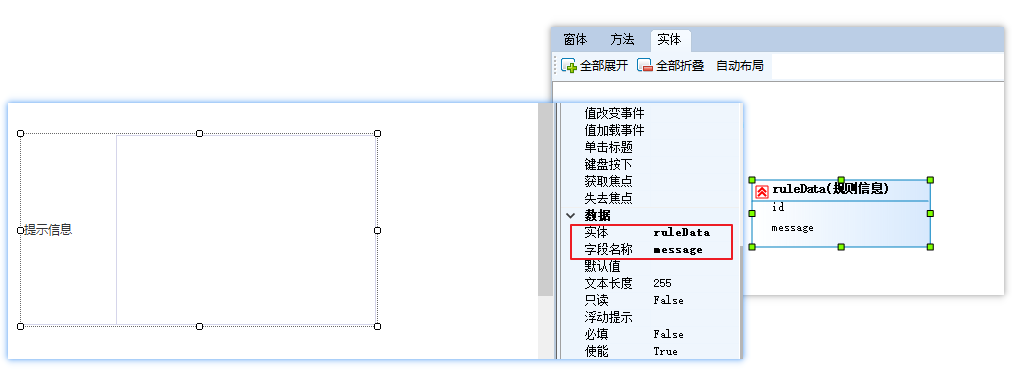 窗体 方法 实体
全部展开 全部折叠 自动布局
提示信息
值改变事件
值加载事件
单击标题
键盘按下
获取焦点
失去焦点
数据
实体 ruleData
字段名称 message
默认值
文本长度 255
只读 False
浮动提示
必填 False
使能 True
ruleData(规则信息)
id
message